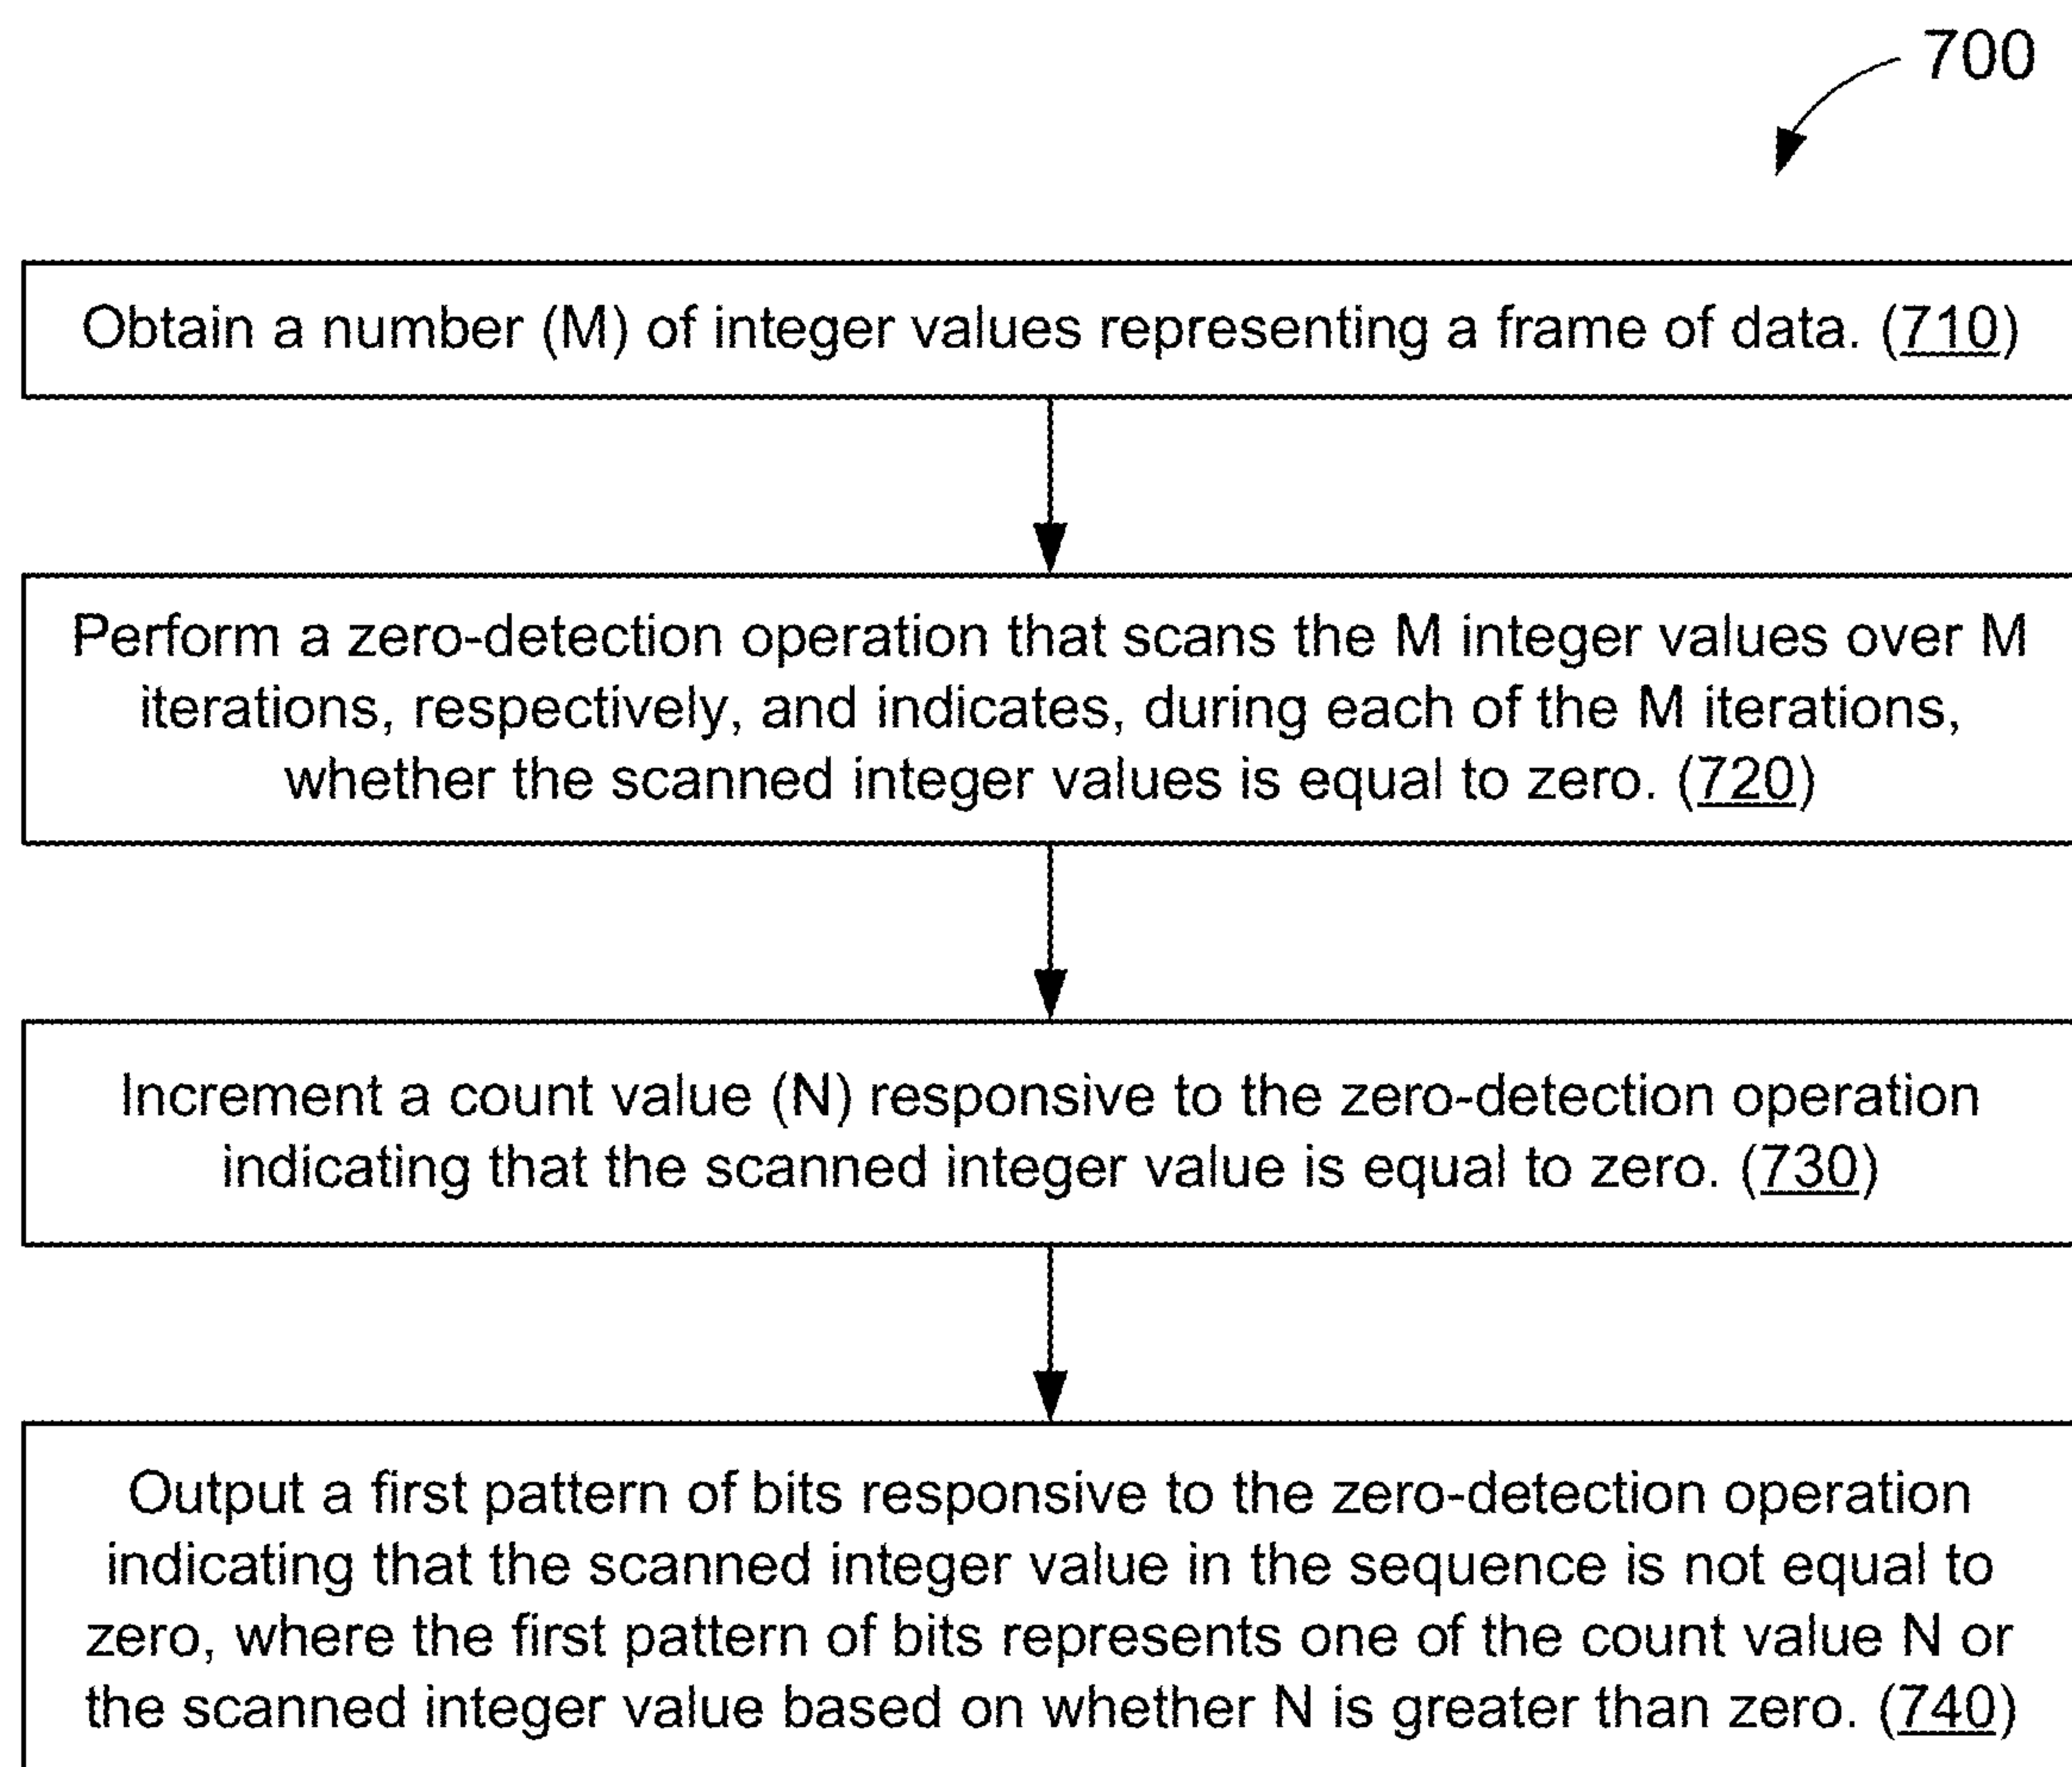 700
Obtain a number (M) of integer values representing a frame of data. (710)
Perform a zero-detection operation that scans the M integer values over M
iterations, respectively, and indicates, during each of the M iterations,
whether the scanned integer values is equal to zero. (720)
Increment a count value (N) responsive to the zero-detection operation
indicating that the scanned integer value is equal to zero. (730)
Output a first pattern of bits responsive to the zero-detection operation
indicating that the scanned integer value in the sequence is not equal to
zero, where the first pattern of bits represents one of the count value N or
the scanned integer value based on whether N is greater than zero. (740)